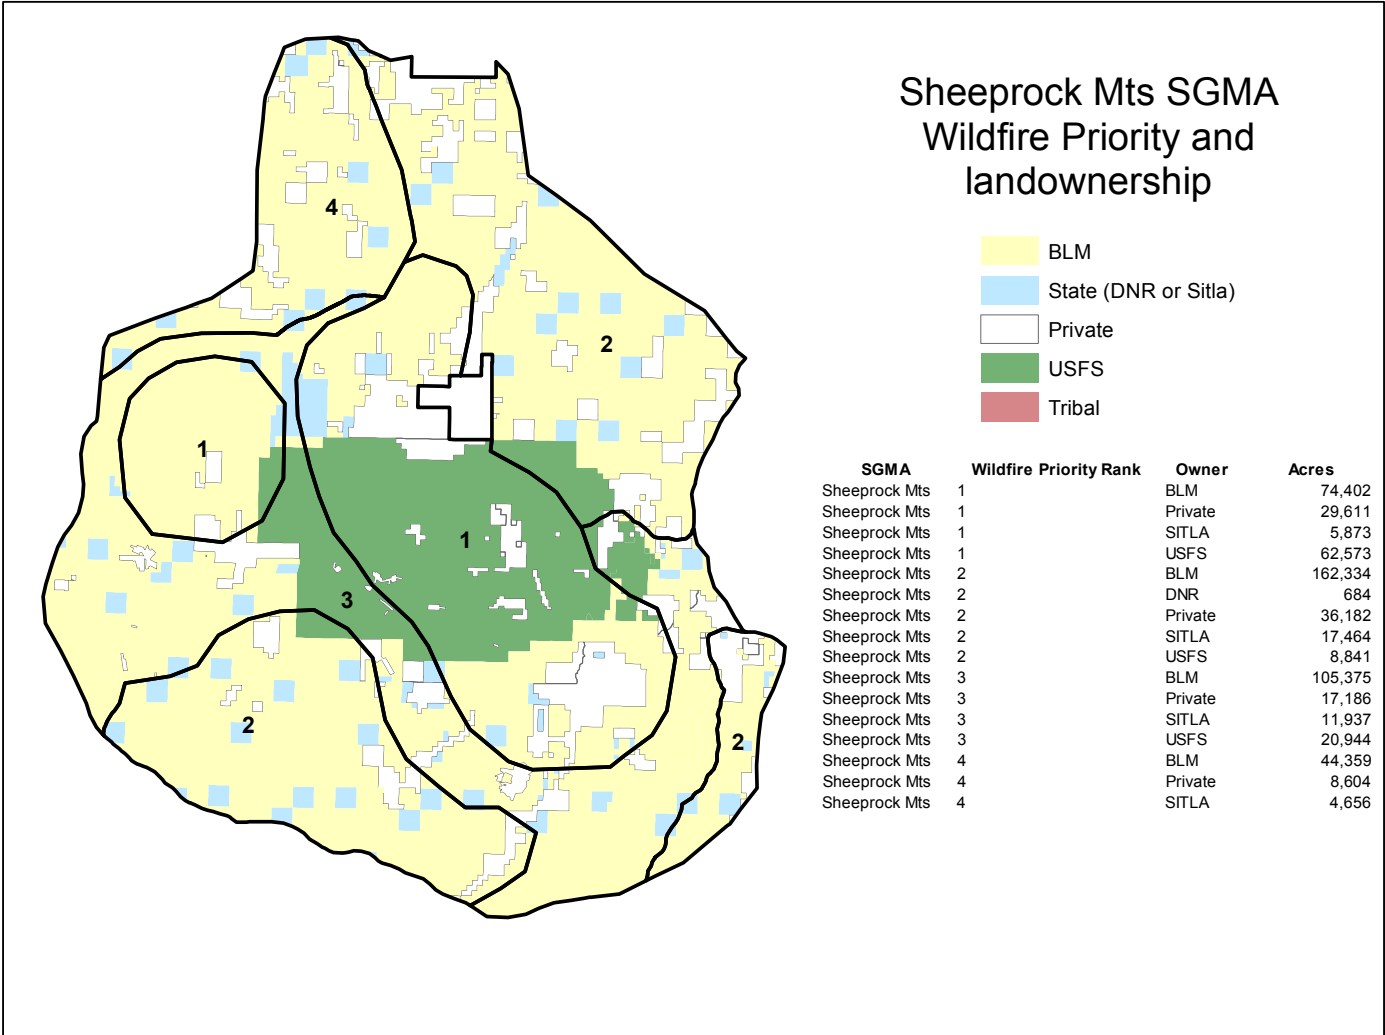 Sheeprock Mts SGMA
Wildfire Priority and
landownership
BLM
State (DNR or Sitla)
Private
USFS
Tribal
SGMA Wildfire Priority Rank Owner Acres
Sheeprock Mts 1 BLM 74,402
Sheeprock Mts 1 Private 29,611
Sheeprock Mts 1 SITLA 5,873
Sheeprock Mts 1 USFS 62,573
Sheeprock Mts 2 BLM 162,334
Sheeprock Mts 2 DNR 684
Sheeprock Mts 2 Private 36,182
Sheeprock Mts 2 SITLA 17,464
Sheeprock Mts 2 USFS 8,841
Sheeprock Mts 3 BLM 105,375
Sheeprock Mts 3 Private 17,186
Sheeprock Mts 3 SITLA 11,937
Sheeprock Mts 3 USFS 20,944
Sheeprock Mts 4 BLM 44,359
Sheeprock Mts 4 Private 8,604
Sheeprock Mts 4 SITLA 4,656
4
2
1
1
3
2
2